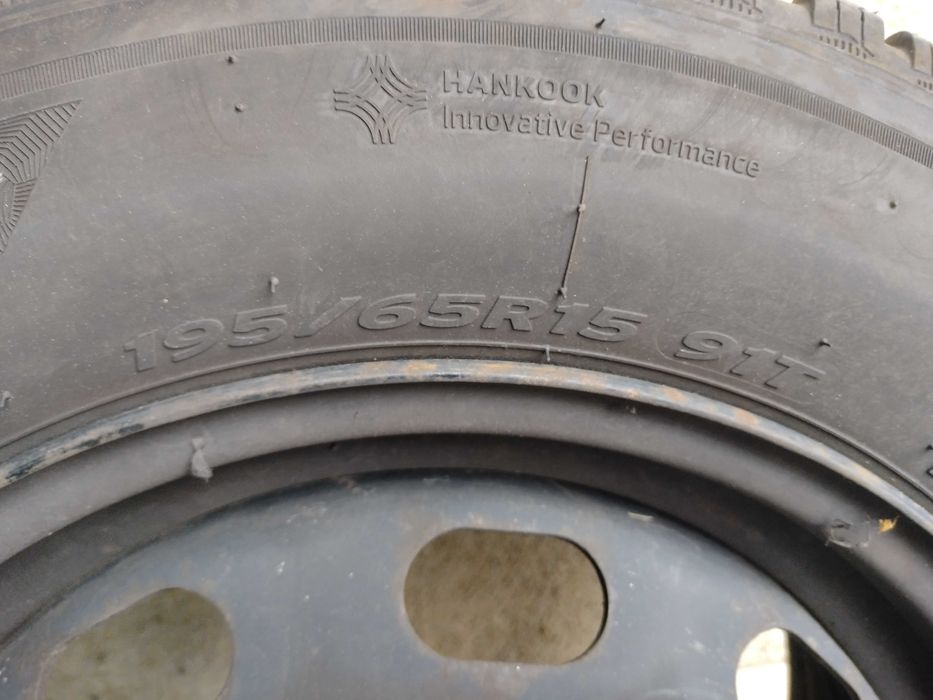 HANKOOK
Innovative Performance
195/65R15 91T